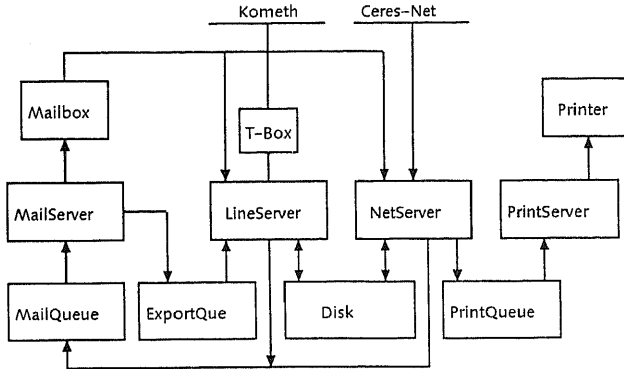 Kometh
Ceres-Net
Mailbox
T-Box
Printer
MailServer
LineServer
NetServer
PrintServer
MailQueue
ExportQue
Disk
PrintQueue